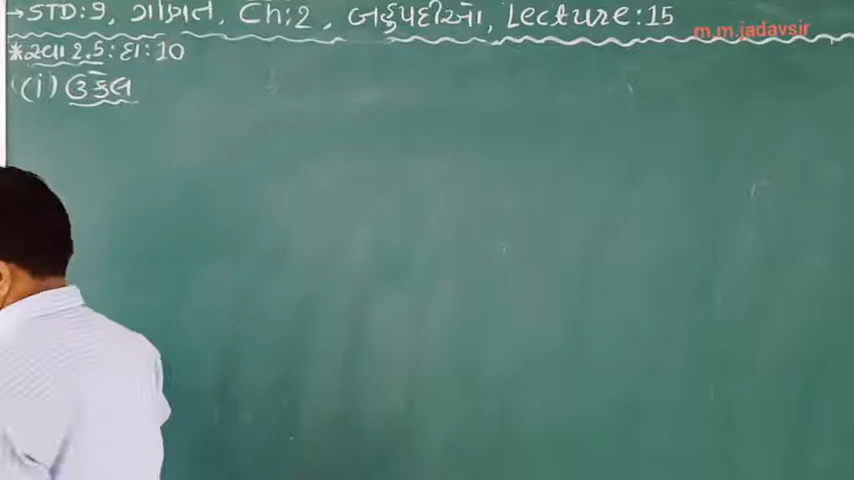 →STD:9, ગણિત, Ch:2, બહુપદીઓ, Lecture:15
m.m.jadavsir
*સ્વા 2.5: દા: 10
(i) ઉકેલ